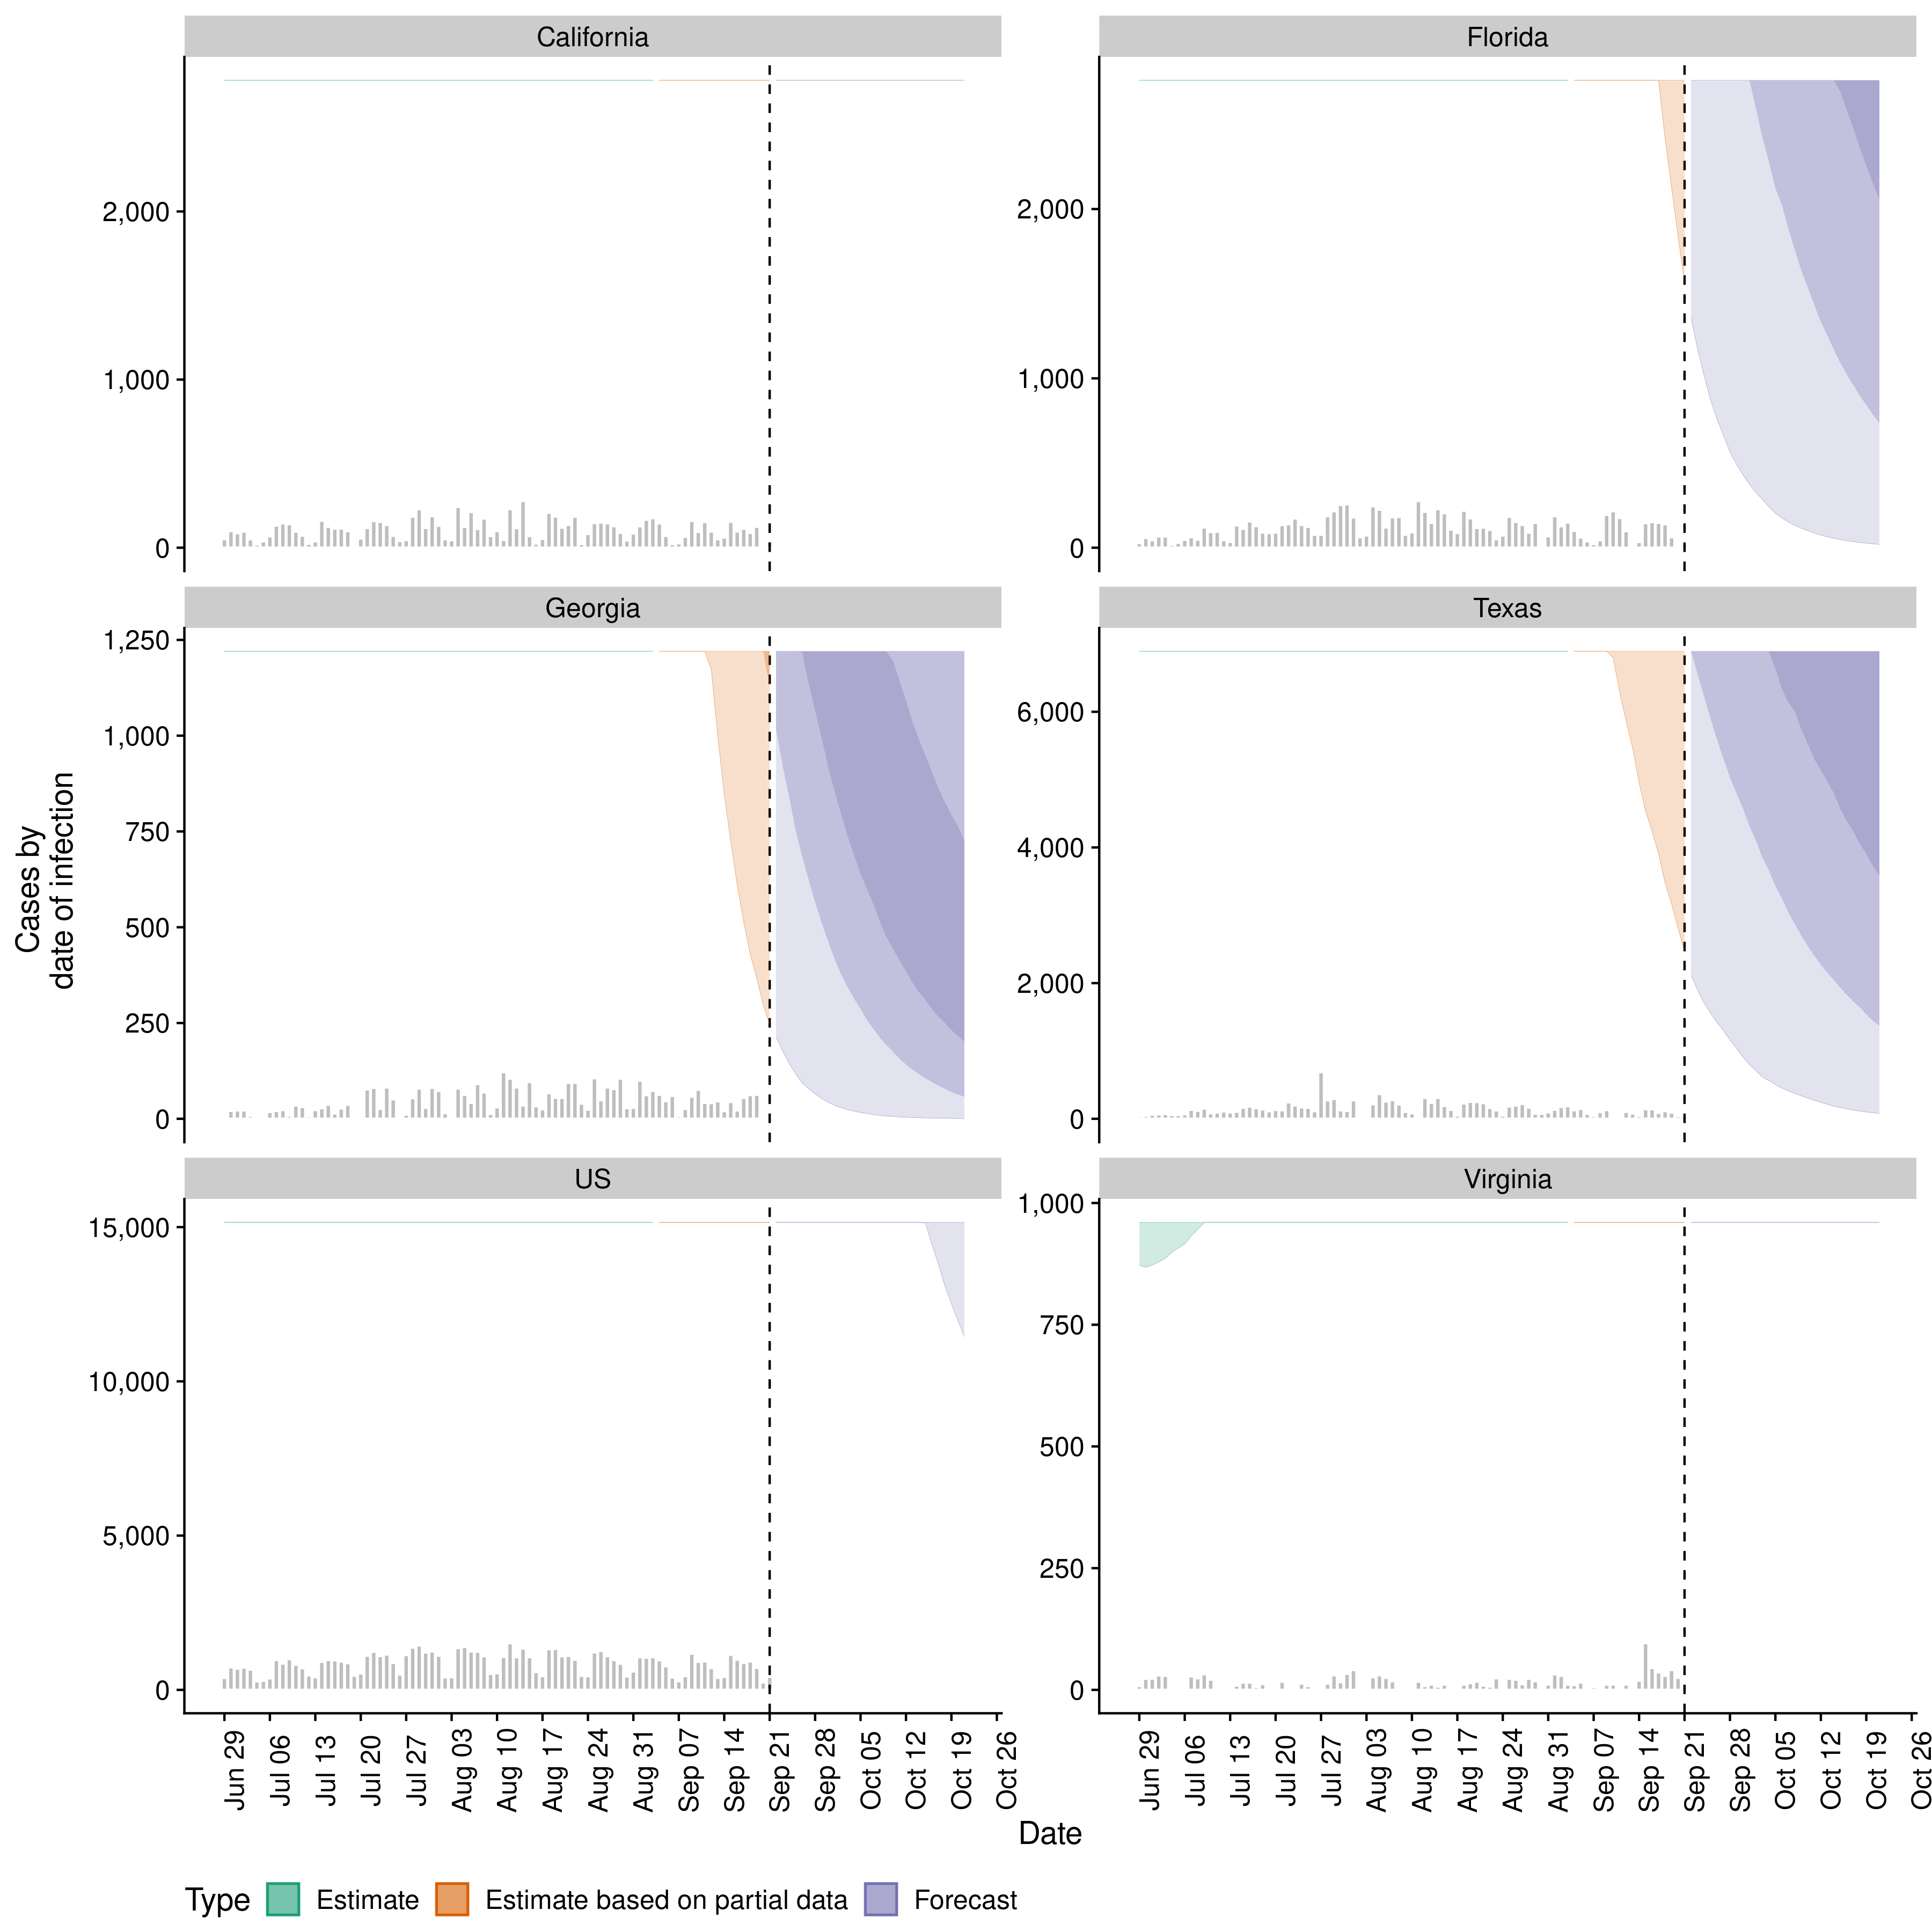 California
Florida
2,000
1,000
0
2,000
1,000
0
Georgia
Texas
1,250
1,000
750
500
250
0
6,000
4,000
2,000
0
US
Virginia
15,000
10,000
5,000
0
1,000
750
500
250
0
Cases by
date of infection
Jun 29
Jul 06
Jul 13
Jul 20
Jul 27
Aug 03
Aug 10
Aug 17
Aug 24
Aug 31
Sep 07
Sep 14
Sep 21
Sep 28
Oct 05
Oct 12
Oct 19
Oct 26
Jun 29
Jul 06
Jul 13
Jul 20
Jul 27
Aug 03
Aug 10
Aug 17
Aug 24
Aug 31
Sep 07
Sep 14
Sep 21
Sep 28
Oct 05
Oct 12
Oct 19
Oct 26
Date
Type Estimate Estimate based on partial data Forecast